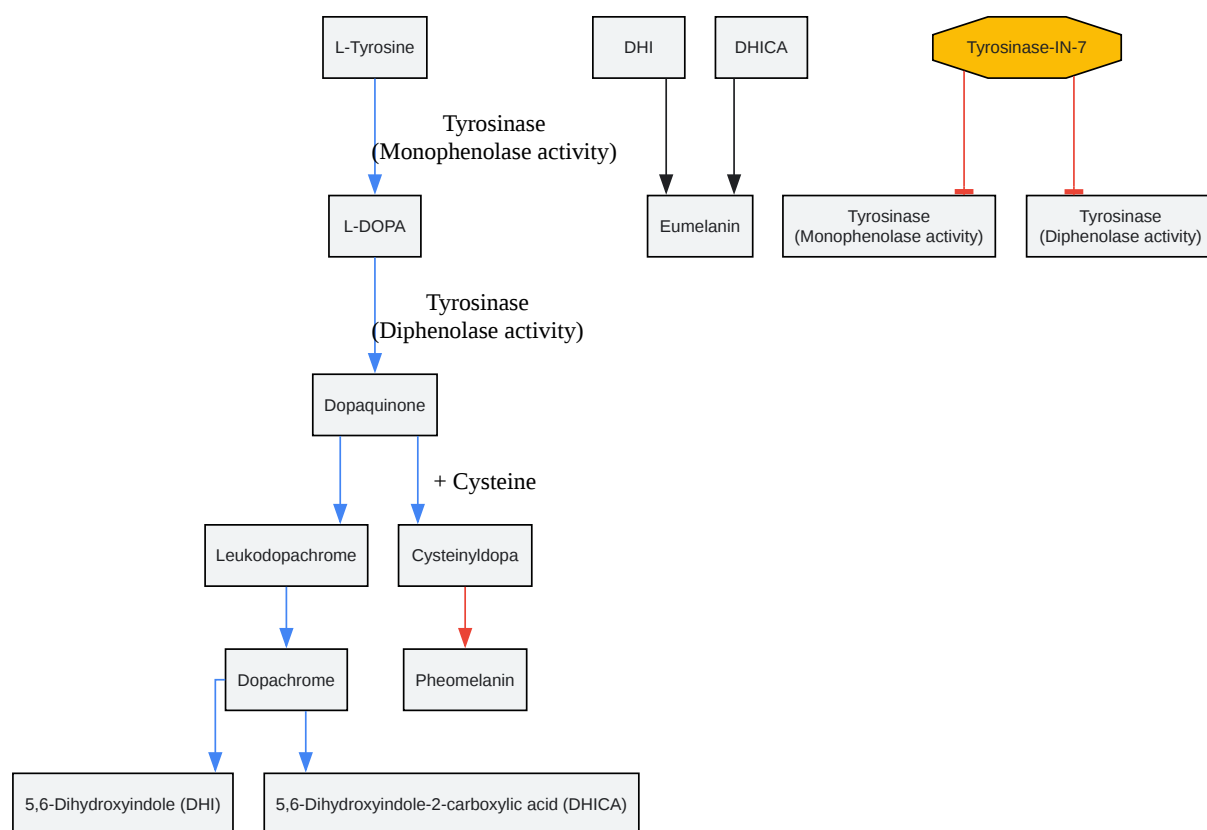 L-Tyrosine
DHI
DHICA
Tyrosinase-IN-7
Tyrosinase
(Monophenolase activity)
L-DOPA
Eumelanin
Tyrosinase
(Monophenolase activity)
Tyrosinase
(Diphenolase activity)
Tyrosinase
(Diphenolase activity)
Dopaquinone
+ Cysteine
Leukodopachrome
Cysteinyldopa
Dopachrome
Pheomelanin
5,6-Dihydroxyindole (DHI)
5,6-Dihydroxyindole-2-carboxylic acid (DHICA)